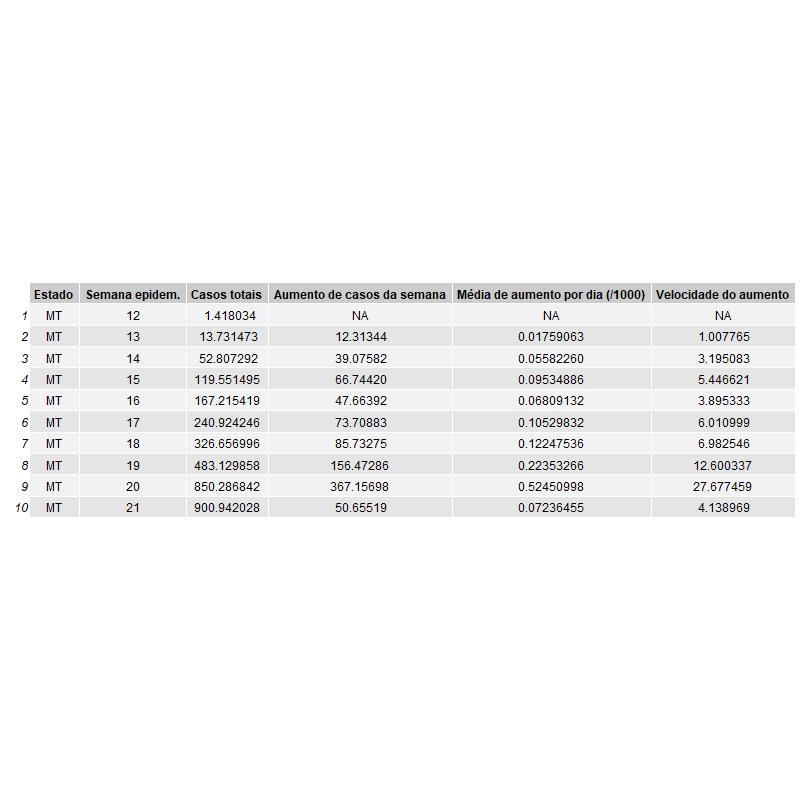 Estado Semana epidem. Casos totais Aumento de casos da semana Média de aumento por dia (/1000) Velocidade do aumento
1 MT 12 1.418034 NA NA NA
2 MT 13 13.731473 12.31344 0.01759063 1.007765
3 MT 14 52.807292 39.07582 0.05582260 3.195083
4 MT 15 119.551495 66.74420 0.09534886 5.446621
5 MT 16 167.215419 47.66392 0.06809132 3.895333
6 MT 17 240.924246 73.70883 0.10529832 6.010999
7 MT 18 326.656996 85.73275 0.12247536 6.982546
8 MT 19 483.129858 156.47286 0.22353266 12.600337
9 MT 20 850.286842 367.15698 0.52450998 27.677459
10 MT 21 900.942028 50.65519 0.07236455 4.138969